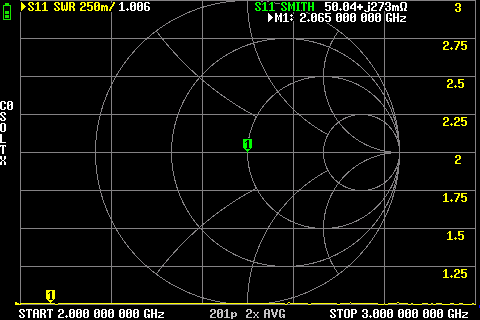 S11 SWR 250m/ 1.006
S11 SMITH 50.04+j273mΩ
M1: 2.065 000 000 GHz
3
2.75
2.5
2.25
2
1.75
1.5
1.25
C0
S
O
L
T
X
1
1
START 2.000 000 000 GHz
201p 2x AVG
STOP 3.000 000 000 GHz